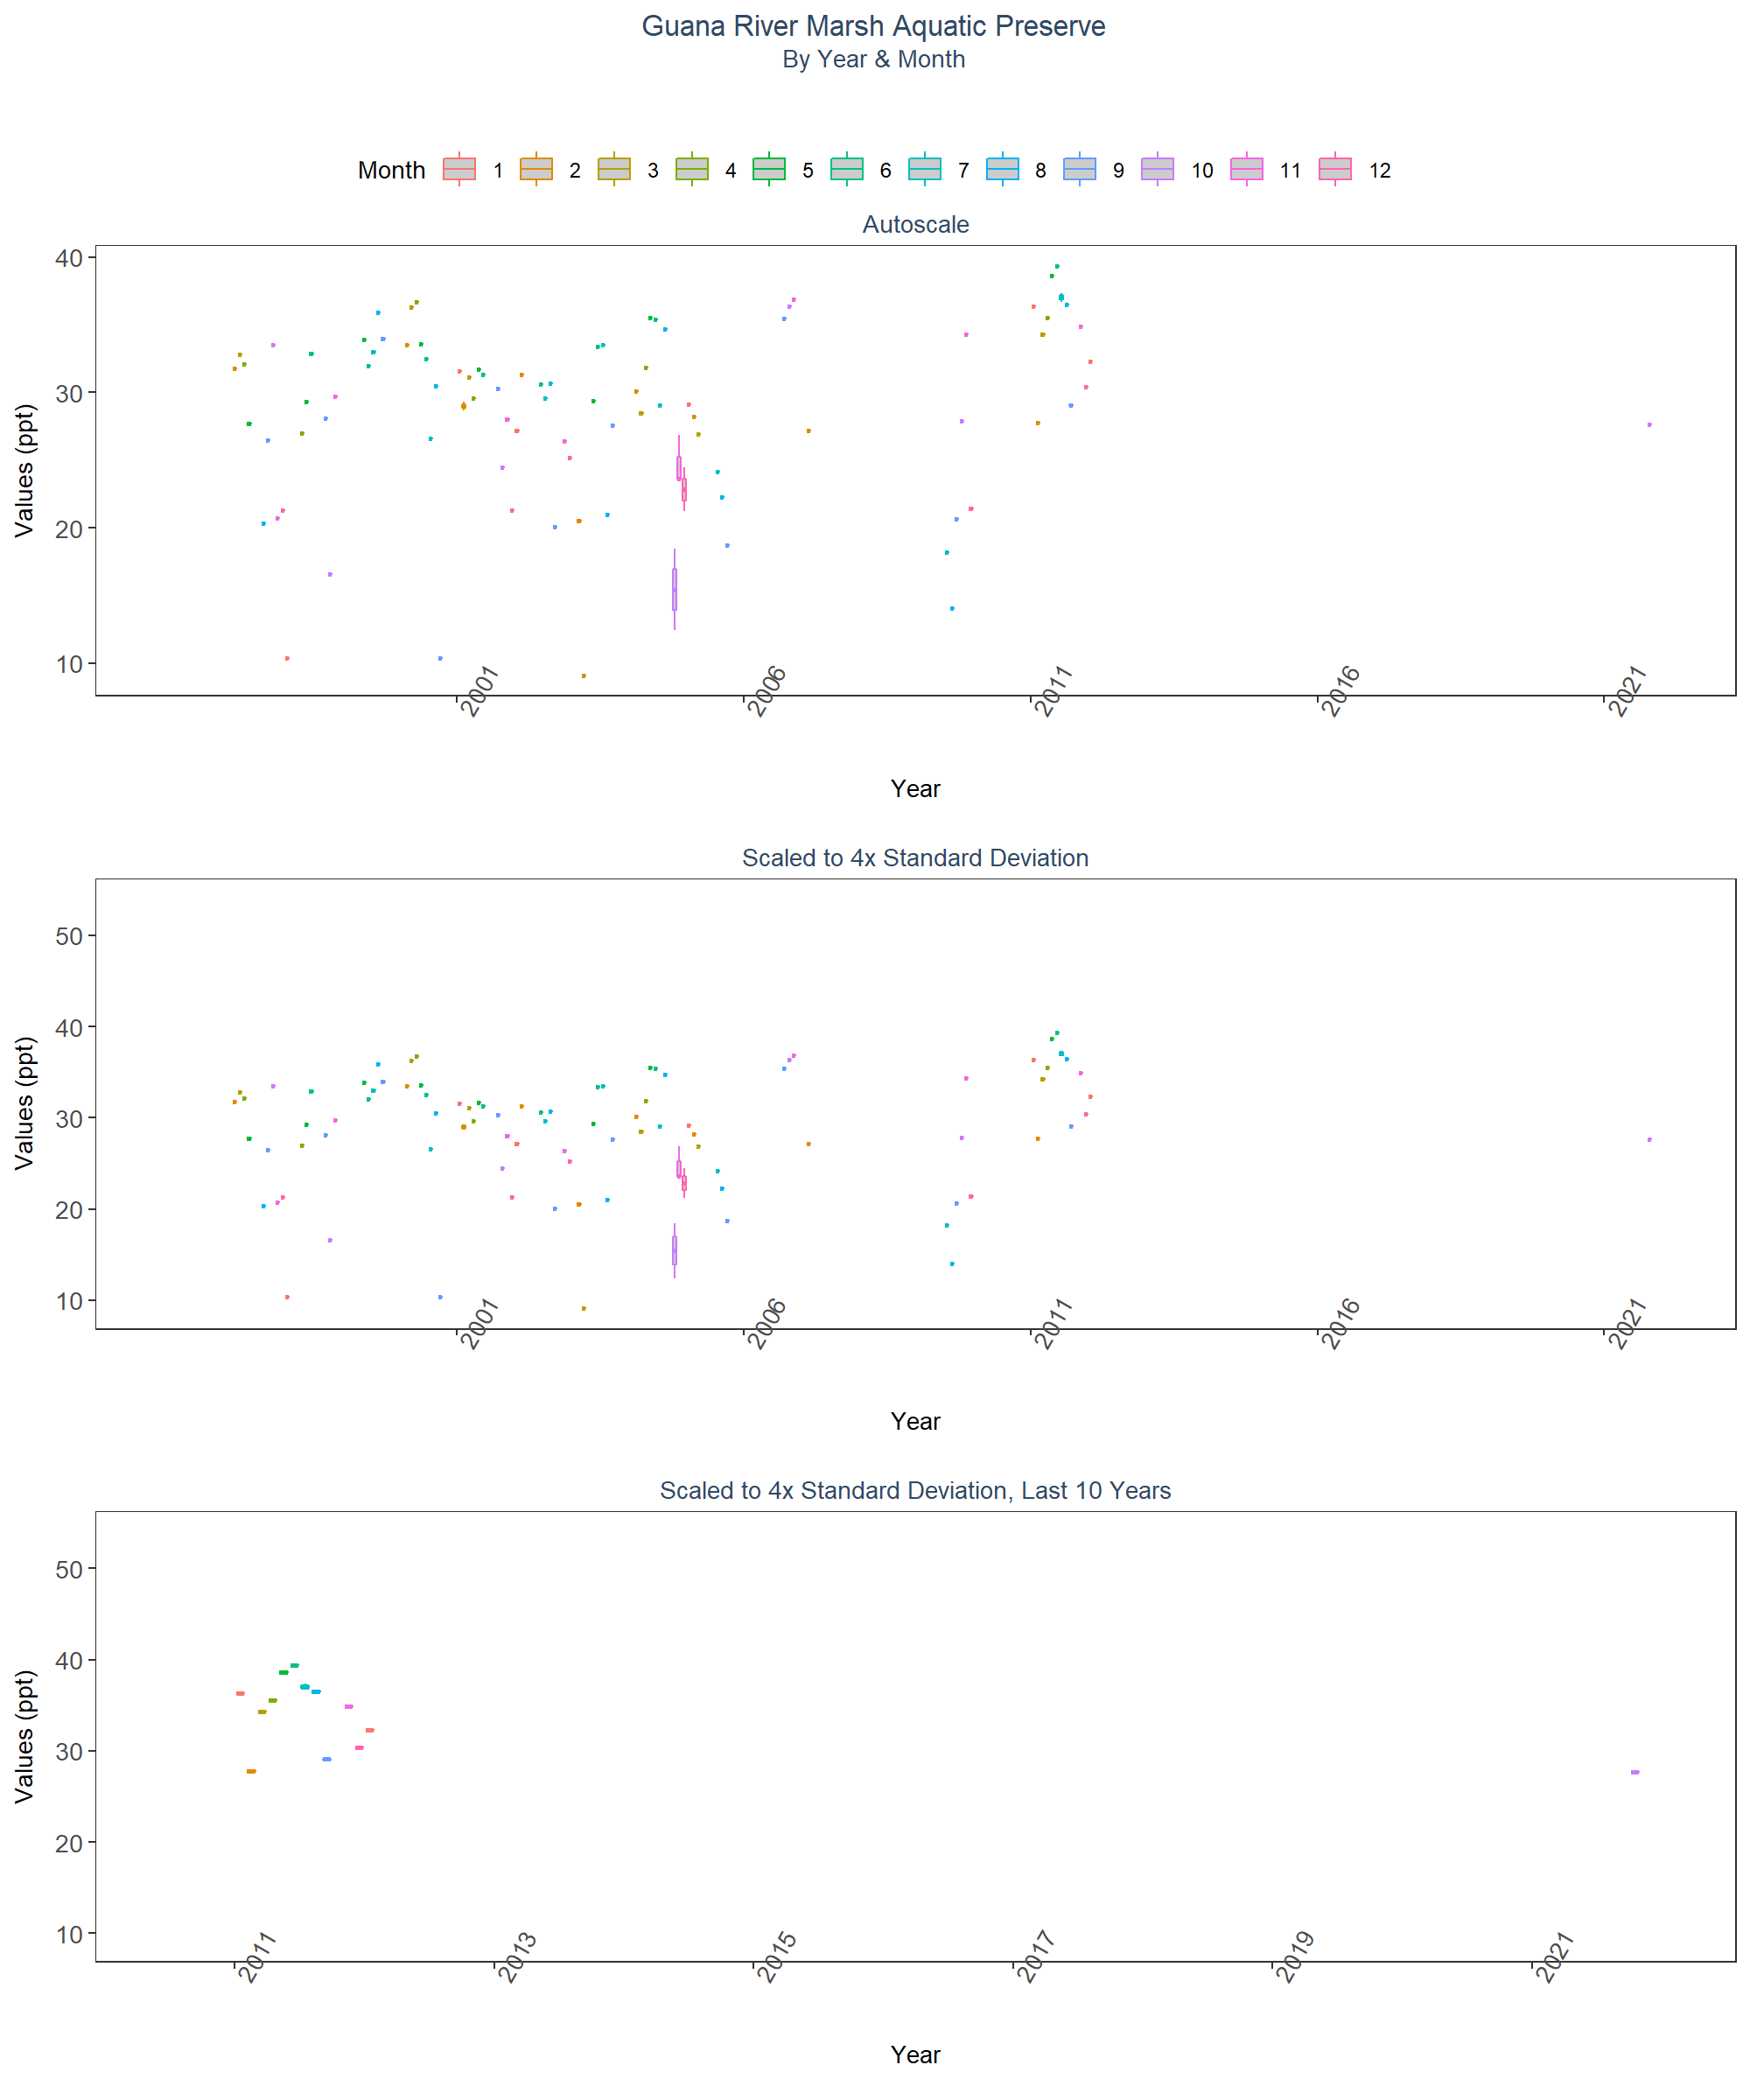 Guana River Marsh Aquatic Preserve
By Year & Month
Month 1 2 3 4 5 6 7 8 9 10 11 12
Autoscale
40
30
20
10
Values (ppt)
2001 2006 2011 2016 2021
Year
Scaled to 4x Standard Deviation
50
40
30
20
10
Values (ppt)
2001 2006 2011 2016 2021
Year
Scaled to 4x Standard Deviation, Last 10 Years
50
40
30
20
10
Values (ppt)
2011 2013 2015 2017 2019 2021
Year